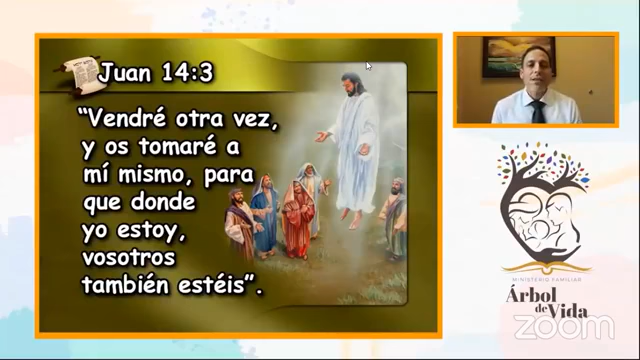 Juan 14:3
"Vendré otra vez,
y os tomaré a
mí mismo, para
que donde
yo estoy,
vosotros
también estéis".
MINISTERIO FAMILIAR
Árbol
de Vida
zoom